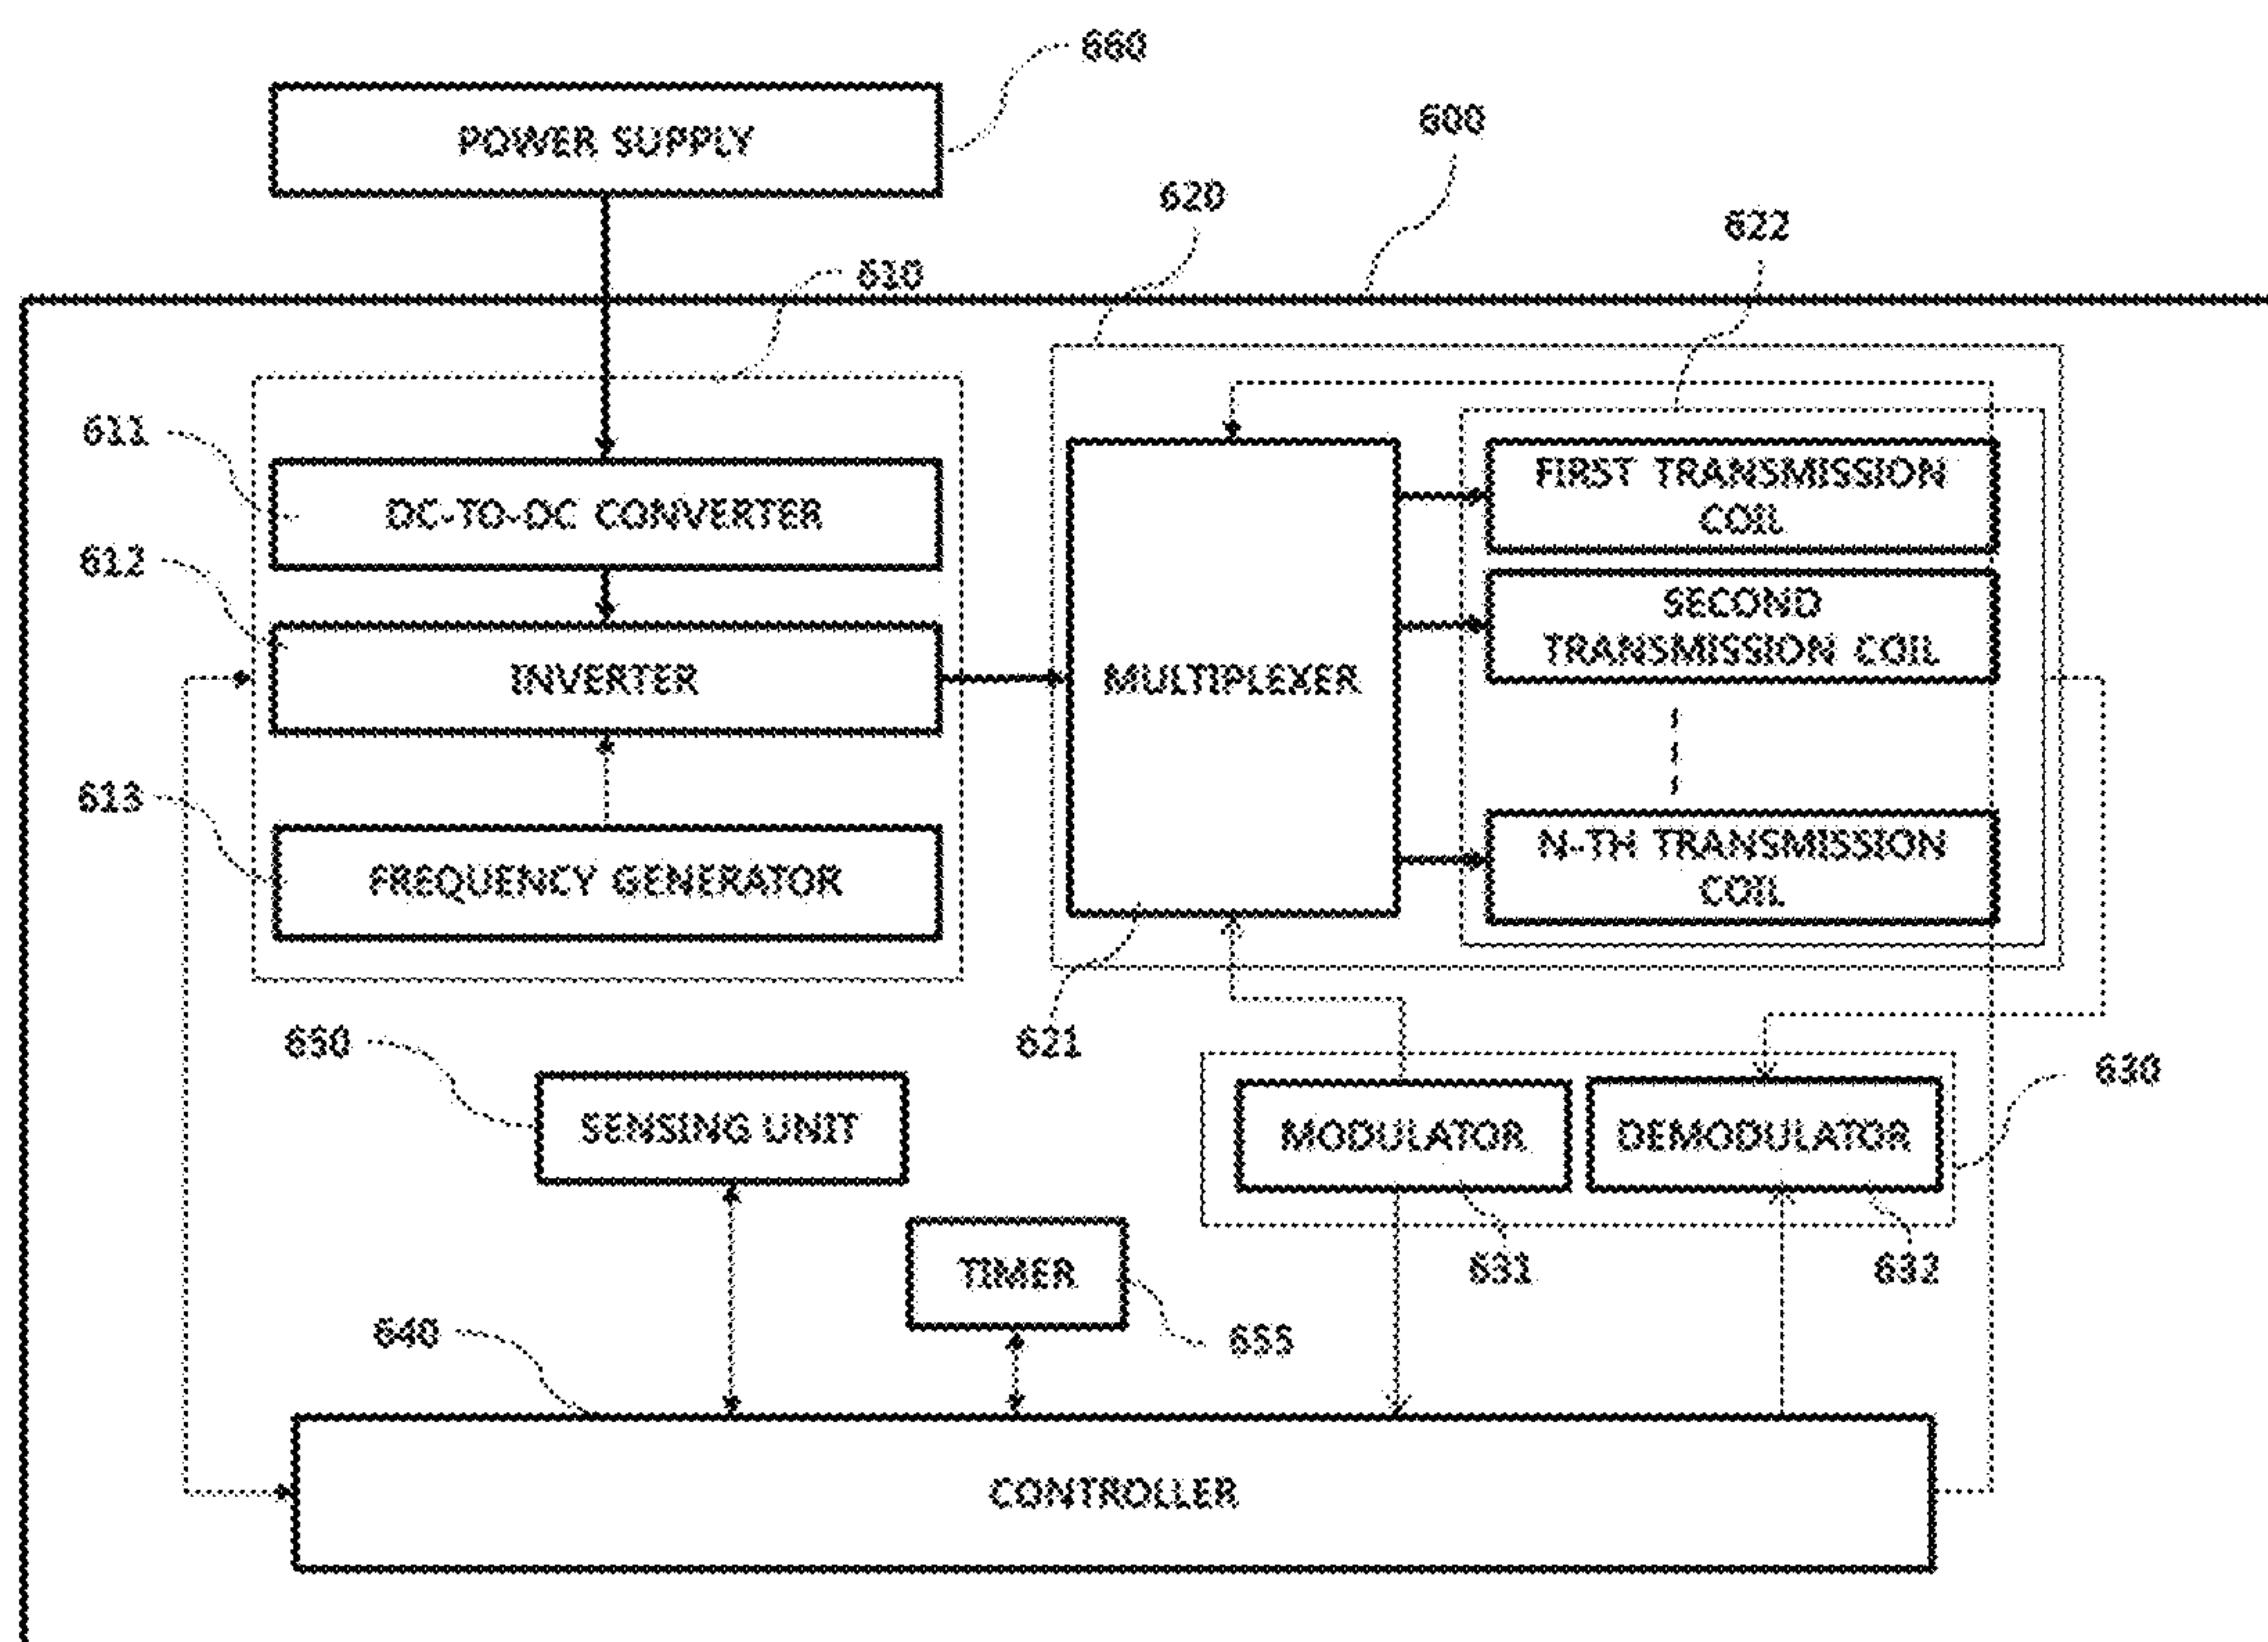 660
POWER SUPPLY
600
620
622
610
611
DC-TO-DC CONVERTER
FIRST TRANSMISSION
COIL
612
SECOND
TRANSMISSION COIL
INVERTER
MULTIPLEXER
613
FREQUENCY GENERATOR
N-TH TRANSMISSION
COIL
650
621
630
SENSING UNIT
MODULATOR
DEMODULATOR
TIMER
631
632
640
655
CONTROLLER